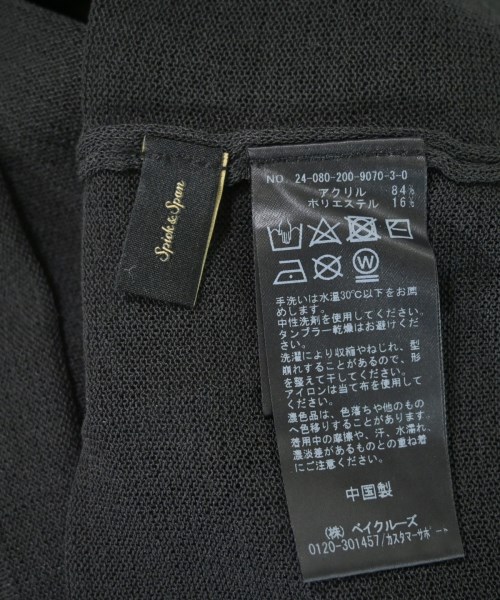 Spick & Span
NO. 24-080-200-9070-3-0
アクリル 84%
ポリエステル 16%
手洗いは水温30℃以下をお薦
めします。
中性洗剤を使用してください。
タンブラー乾燥はお避けくださ
い。
洗濯により収縮やねじれ、型
崩れすることがあるので、形
を整えて干してください。
アイロンは当て布を使用して
ください。
濃色品は、色落ちや他のもの
へ色移りすることがあります。
着用中の摩擦や、汗、水濡れ、
濃淡差があるものとの重ね着
にご注意ください。
中国製
(株)ベイクルーズ
0120-301457/カスタマーサポー